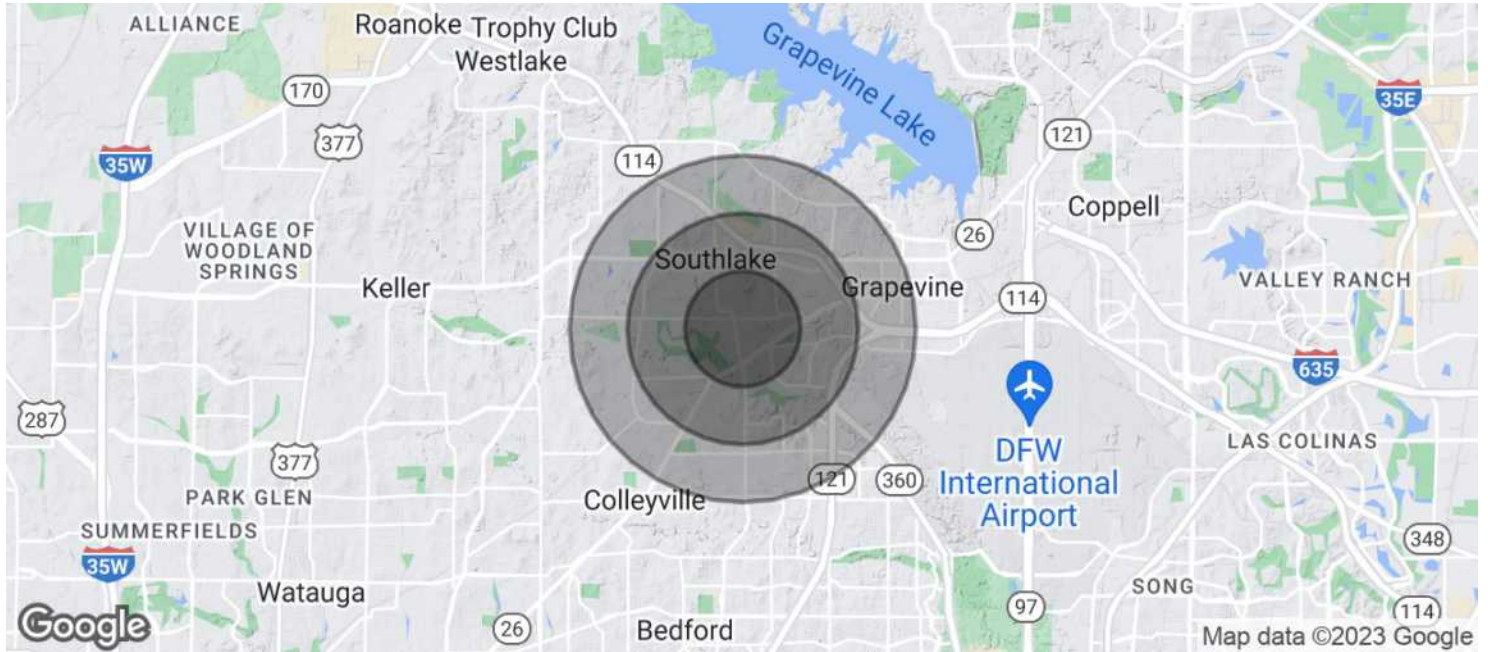 ALLIANCE
Roanoke
Trophy Club
Westlake
Grapevine Lake
170
377
35W
114
121
35E
Coppell
26
VILLAGE OF
WOODLAND
SPRINGS
Southlake
Keller
Grapevine
114
VALLEY RANCH
635
287
377
DFW
International
Airport
LAS COLINAS
PARK GLEN
Colleyville
121
360
SUMMERFIELDS
35W
348
Watauga
SONG
97
114
26
Bedford
Google
Map data ©2023 Google